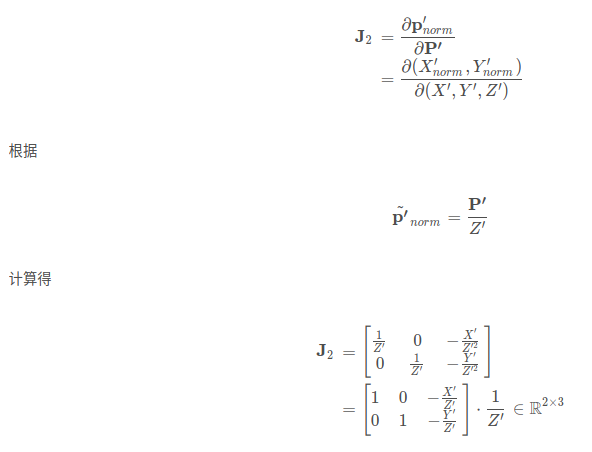 J₂ = ∂p′_norm / ∂P′
= ∂(X′_norm, Y′_norm) / ∂(X′, Y′, Z′)
根据
p̃′_norm = P′ / Z′
计算得
J₂ = [ 1/Z′ 0 −X′/Z′² ; 0 1/Z′ −Y′/Z′² ]
= [ 1 0 −X′/Z′ ; 0 1 −Y′/Z′ ] · 1/Z′ ∈ ℝ^{2×3}